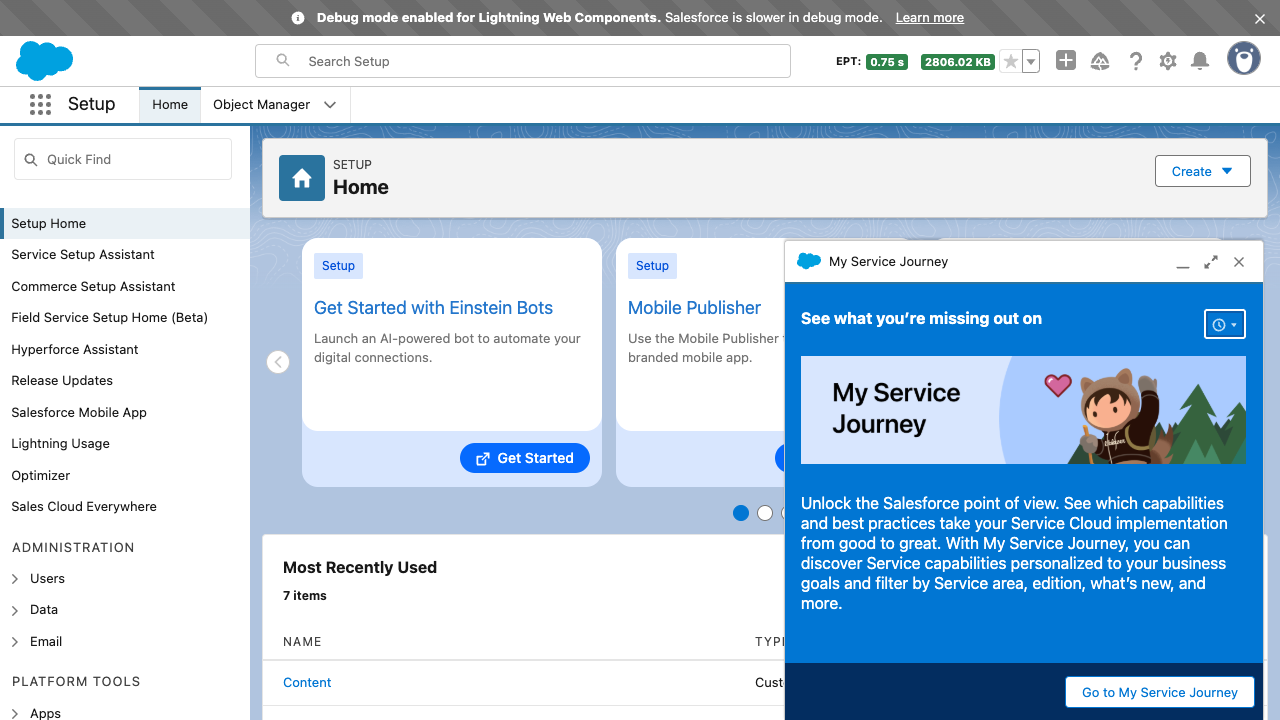 Debug mode enabled for Lightning Web Components. Salesforce is slower in debug mode. Learn more
Search Setup
EPT: 0.75 s 2806.02 KB
Setup Home Object Manager
Quick Find
Setup Home
Service Setup Assistant
Commerce Setup Assistant
Field Service Setup Home (Beta)
Hyperforce Assistant
Release Updates
Salesforce Mobile App
Lightning Usage
Optimizer
Sales Cloud Everywhere
ADMINISTRATION
Users
Data
Email
PLATFORM TOOLS
Apps
SETUP
Home
Create
Setup
Get Started with Einstein Bots
Launch an AI-powered bot to automate your
digital connections.
Get Started
Setup
Mobile Publisher
Use the Mobile Publisher
branded mobile app.
Most Recently Used
7 items
NAME
Content
My Service Journey
See what you’re missing out on
My Service
Journey
Unlock the Salesforce point of view. See which capabilities
and best practices take your Service Cloud implementation
from good to great. With My Service Journey, you can
discover Service capabilities personalized to your business
goals and filter by Service area, edition, what’s new, and
more.
Go to My Service Journey